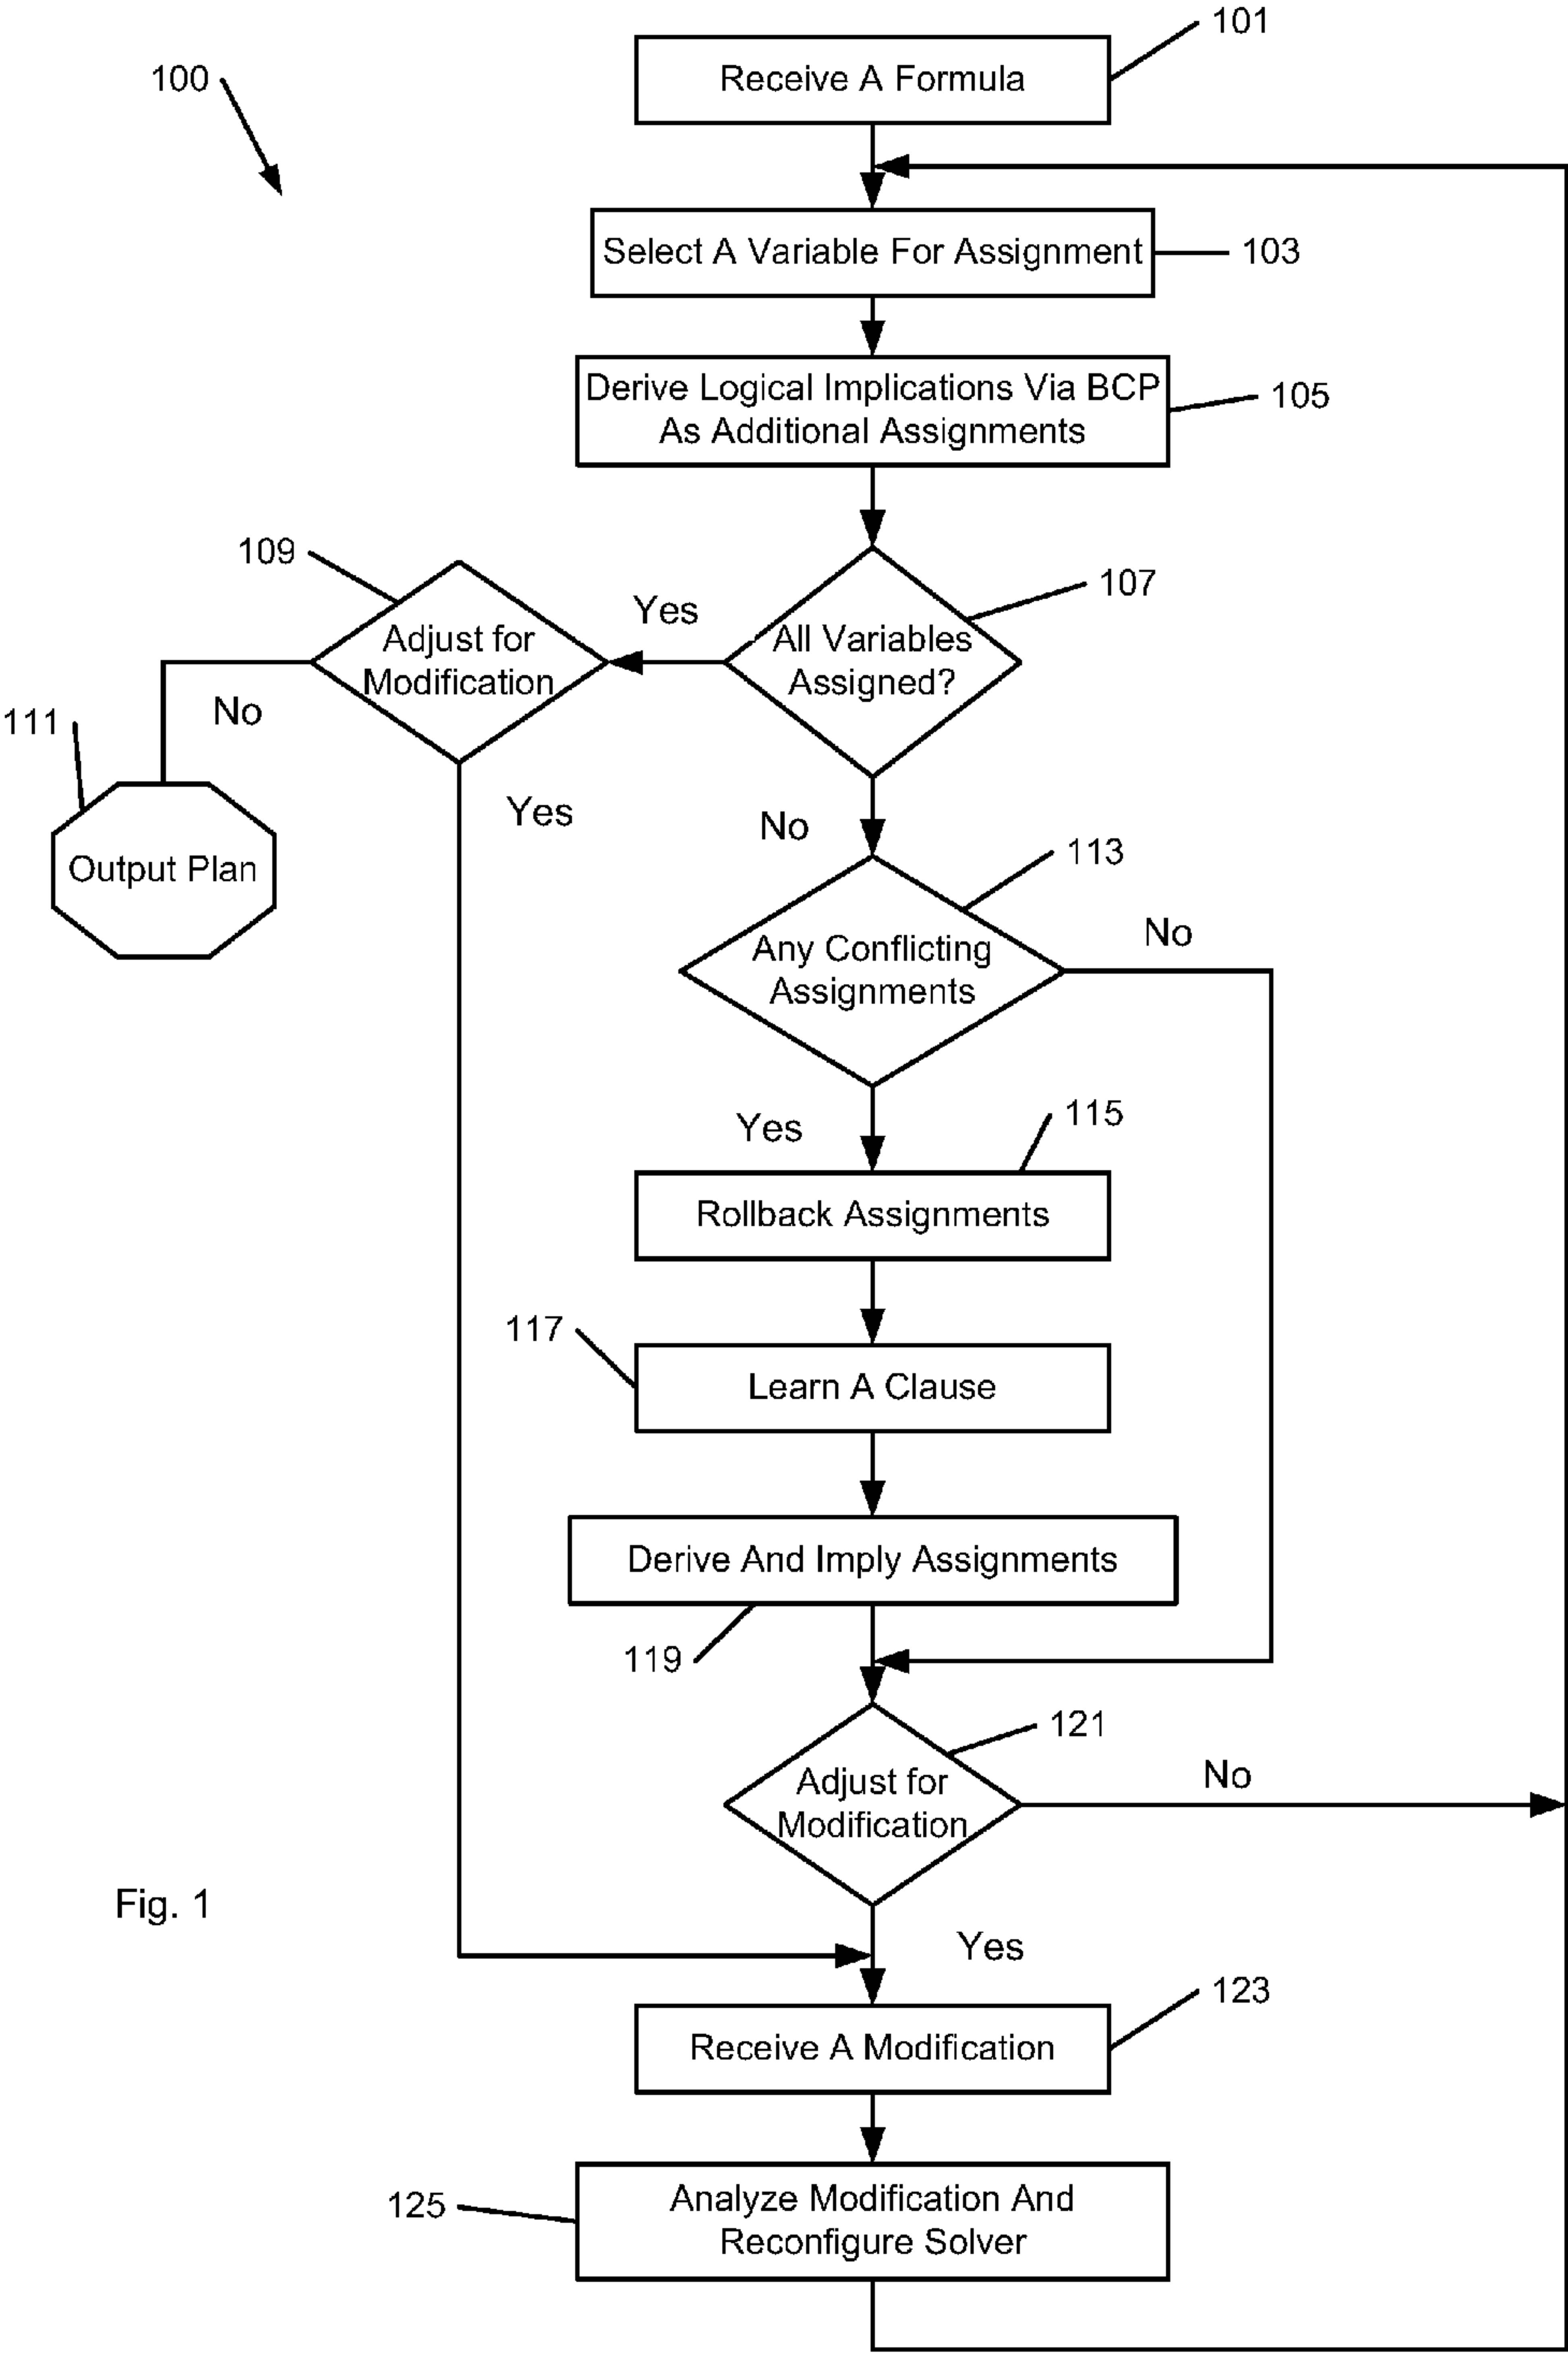 101
Receive A Formula
100
Select A Variable For Assignment
103
Derive Logical Implications Via BCP
As Additional Assignments
105
109
107
Yes
Adjust for
Modification
All Variables
Assigned?
No
111
Yes
No
Output Plan
113
No
Any Conflicting
Assignments
Yes
115
Rollback Assignments
117
Learn A Clause
Derive And Imply Assignments
119
121
Adjust for
Modification
No
Fig. 1
Yes
123
Receive A Modification
125
Analyze Modification And
Reconfigure Solver